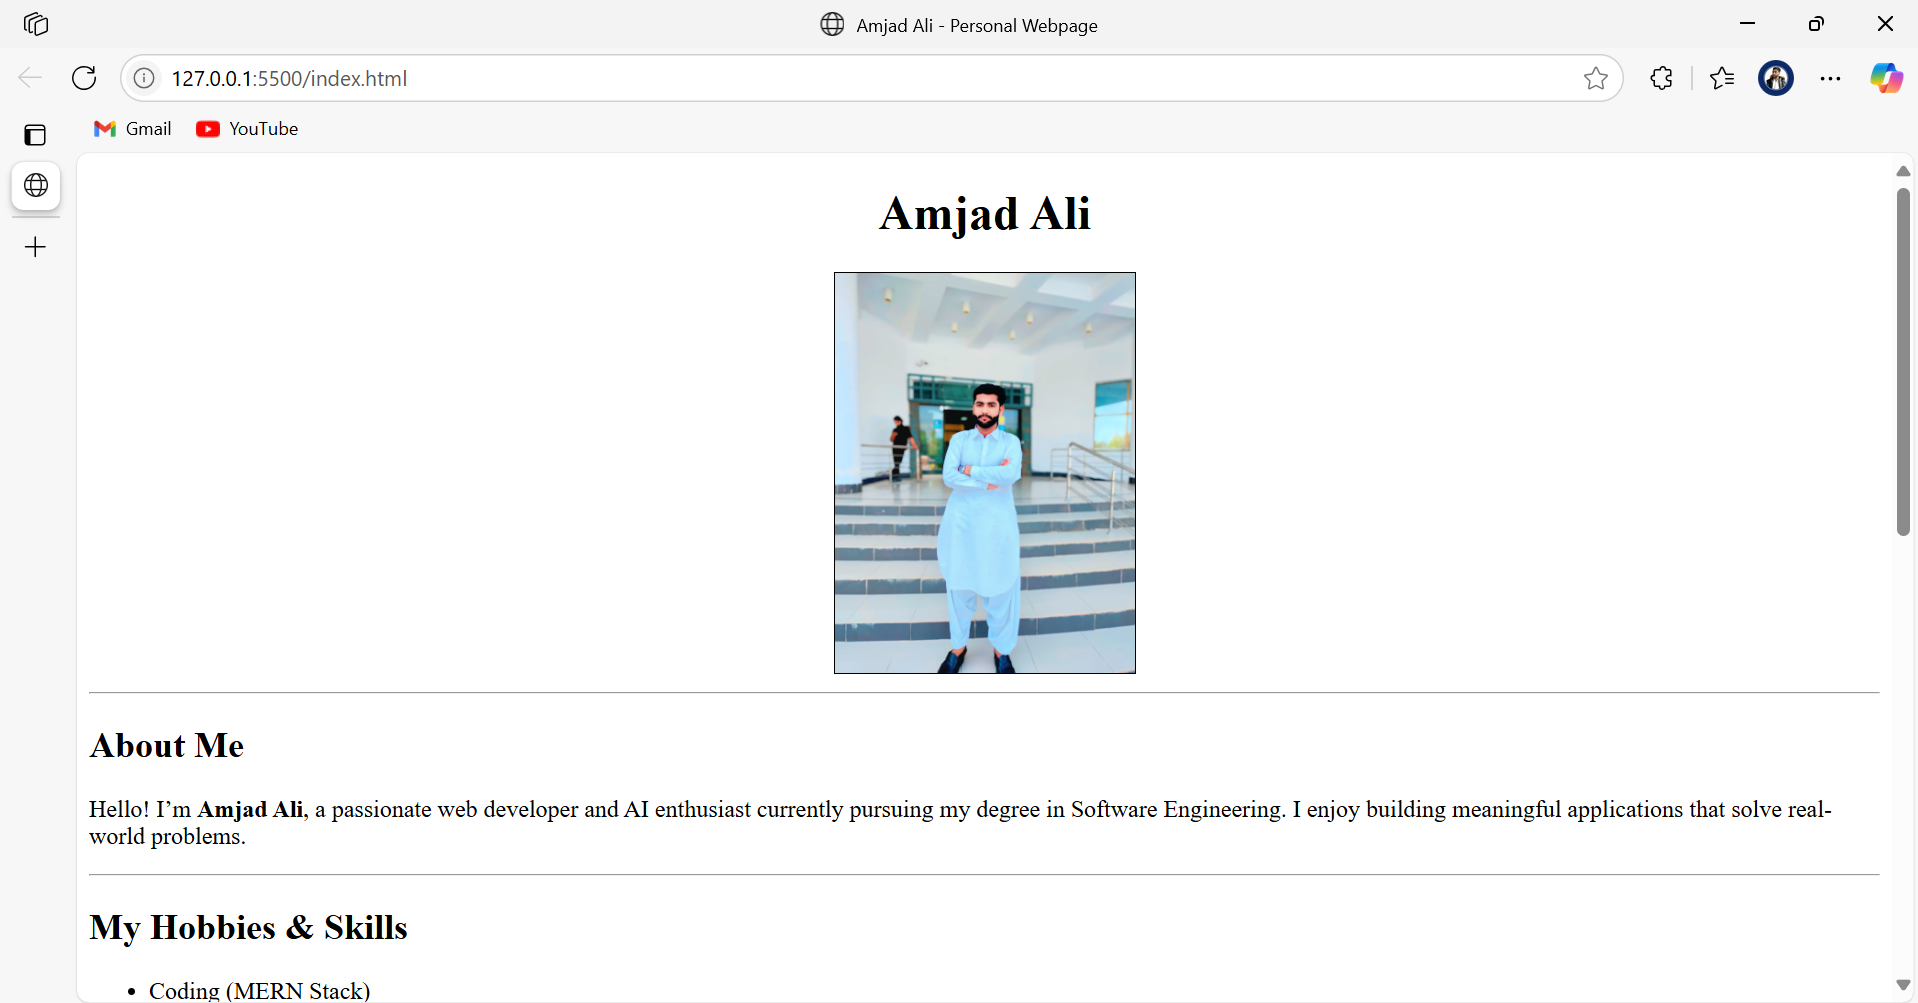 Amjad Ali - Personal Webpage
127.0.0.1:5500/index.html
Gmail YouTube
Amjad Ali
About Me
Hello! I’m Amjad Ali, a passionate web developer and AI enthusiast currently pursuing my degree in Software Engineering. I enjoy building meaningful applications that solve real-
world problems.
My Hobbies & Skills
• Coding (MERN Stack)